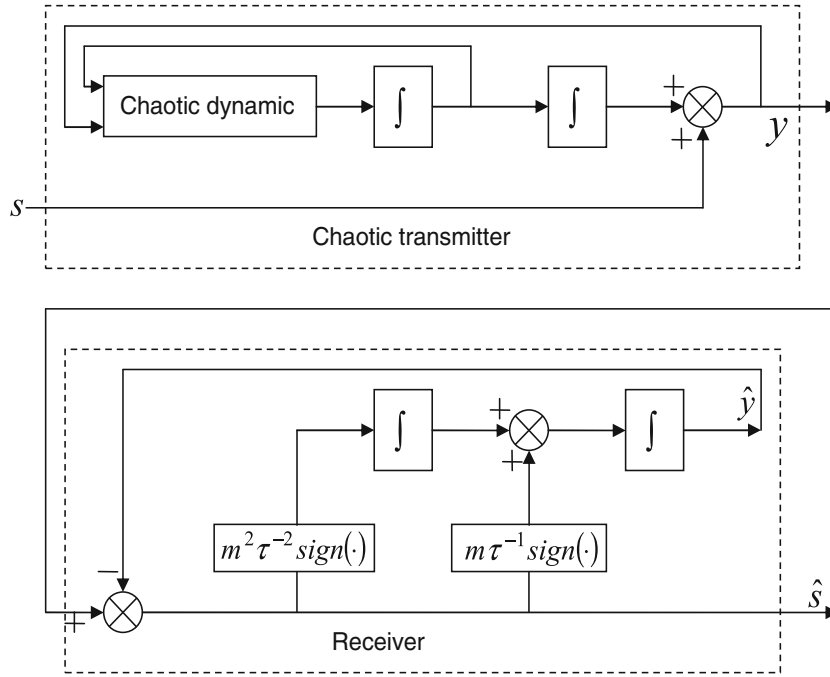 Chaotic dynamic
∫
∫
+
+
y
s
Chaotic transmitter
∫
+
+
∫
ŷ
m²τ⁻²sign(·)
mτ⁻¹sign(·)
−
+
ŝ
Receiver